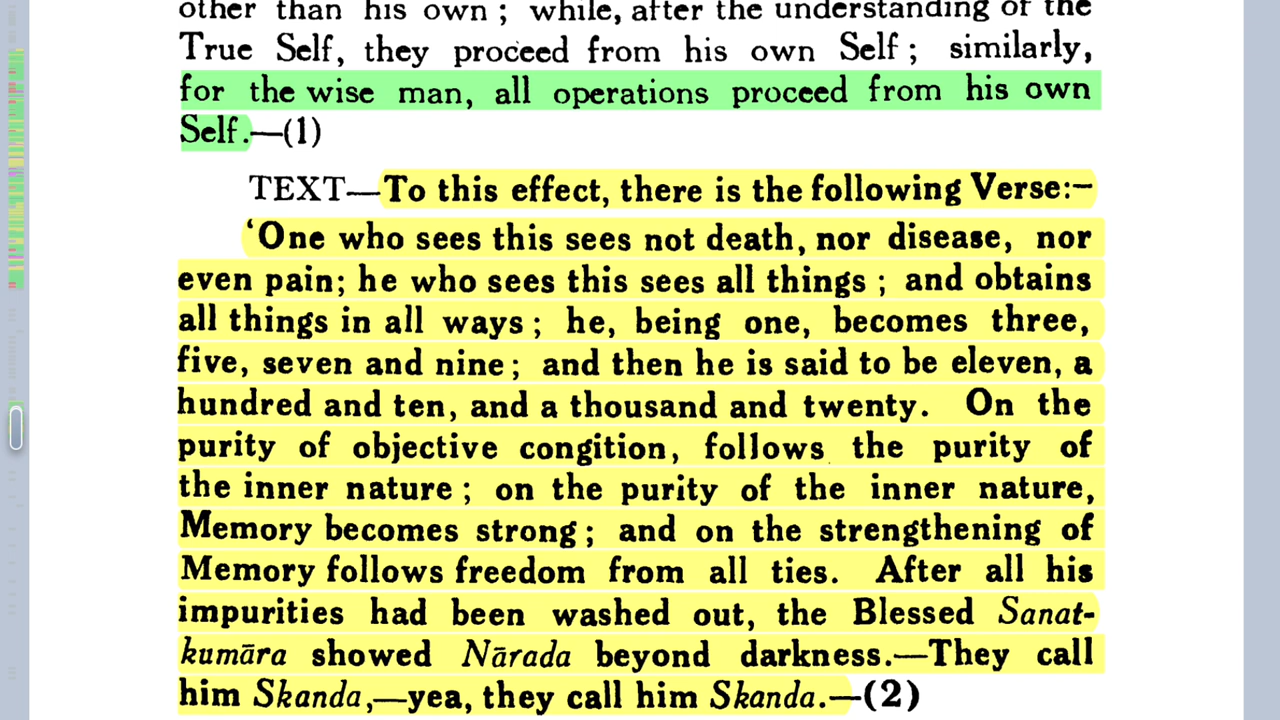 other than his own ; while, after the understanding of the
True Self, they proceed from his own Self ; similarly,
for the wise man, all operations proceed from his own
Self.—(1)
TEXT—To this effect, there is the following Verse:–
‘One who sees this sees not death, nor disease, nor
even pain; he who sees this sees all things ; and obtains
all things in all ways ; he, being one, becomes three,
five, seven and nine ; and then he is said to be eleven, a
hundred and ten, and a thousand and twenty. On the
purity of objective congition, follows the purity of
the inner nature ; on the purity of the inner nature,
Memory becomes strong ; and on the strengthening of
Memory follows freedom from all ties. After all his
impurities had been washed out, the Blessed Sanat-
kumāra showed Nārada beyond darkness.—They call
him Skanda,—yea, they call him Skanda.—(2)